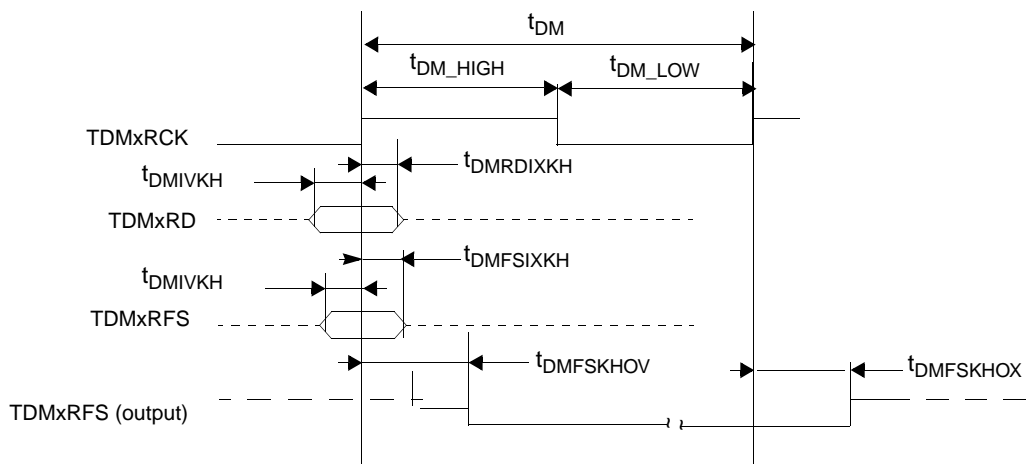 tDM
tDM_HIGH
tDM_LOW
TDMxRCK
tDMRDIXKH
tDMIVKH
TDMxRD
tDMFSIXKH
tDMIVKH
TDMxRFS
tDMFSKHOV
tDMFSKHOX
TDMxRFS (output)